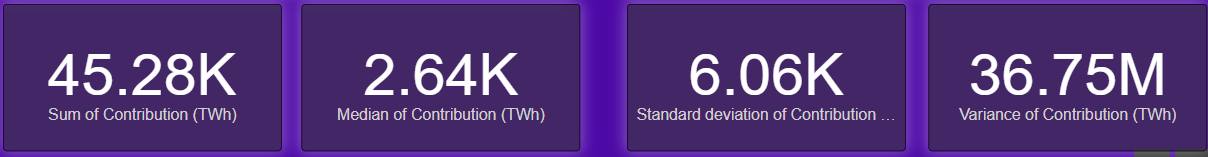 45.28K
Sum of Contribution (TWh)
2.64K
Median of Contribution (TWh)
6.06K
Standard deviation of Contribution ...
36.75M
Variance of Contribution (TWh)